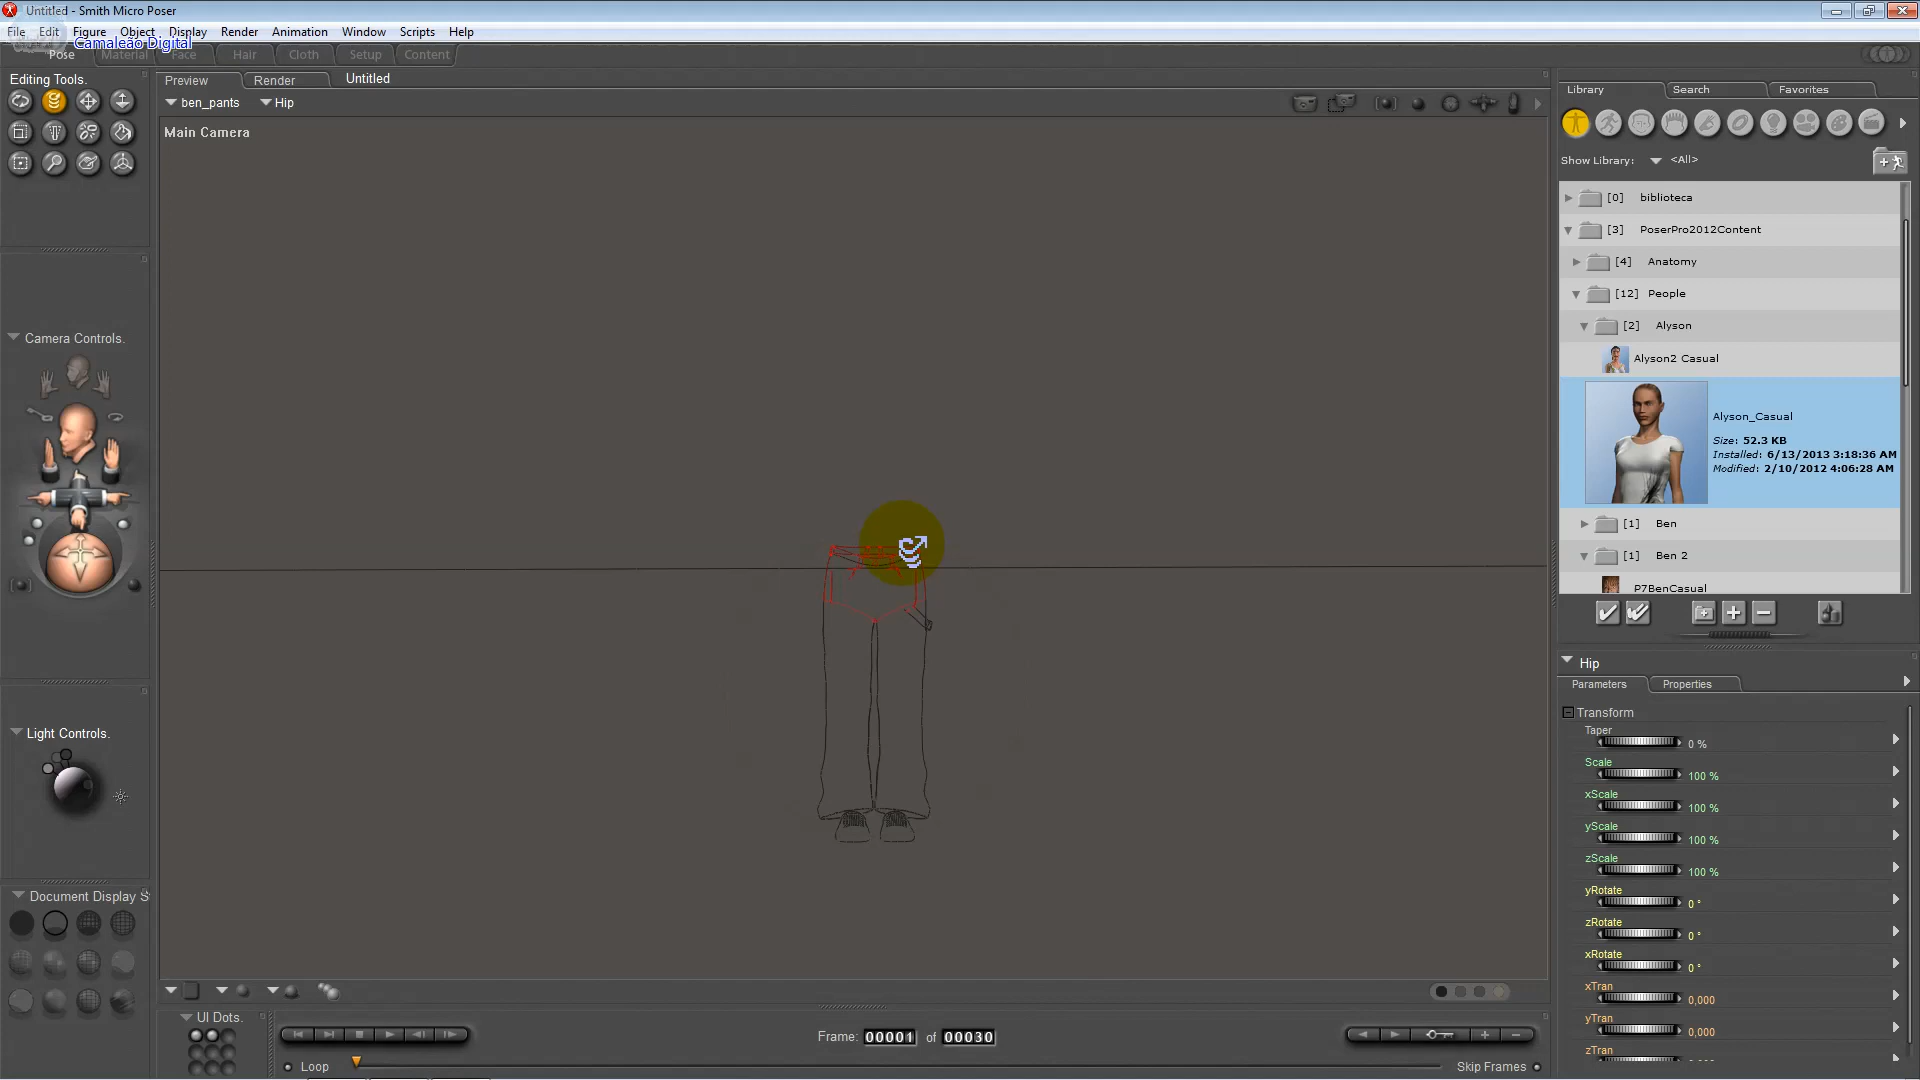 Untitled - Smith Micro Poser
File Edit Figure Object Display Render Animation Window Scripts Help
Camaleão Digital
Pose Material Face Hair Cloth Setup Content
Editing Tools.
Preview Render Untitled
ben_pants Hip
Main Camera
Camera Controls.
Light Controls.
Document Display S
UI Dots.
Frame: 00001 of 00030
Loop
Skip Frames
Library Search Favorites
Show Library: <All>
[0] biblioteca
[3] PoserPro2012Content
[4] Anatomy
[12] People
[2] Alyson
Alyson2 Casual
Alyson_Casual
Size: 52.3 KB
Installed: 6/13/2013 3:18:36 AM
Modified: 2/10/2012 4:06:28 AM
[1] Ben
[1] Ben 2
P7BenCasual
Hip
Parameters Properties
Transform
Taper
0 %
Scale
100 %
xScale
100 %
yScale
100 %
zScale
100 %
yRotate
0 °
zRotate
0 °
xRotate
0 °
xTran
0,000
yTran
0,000
zTran